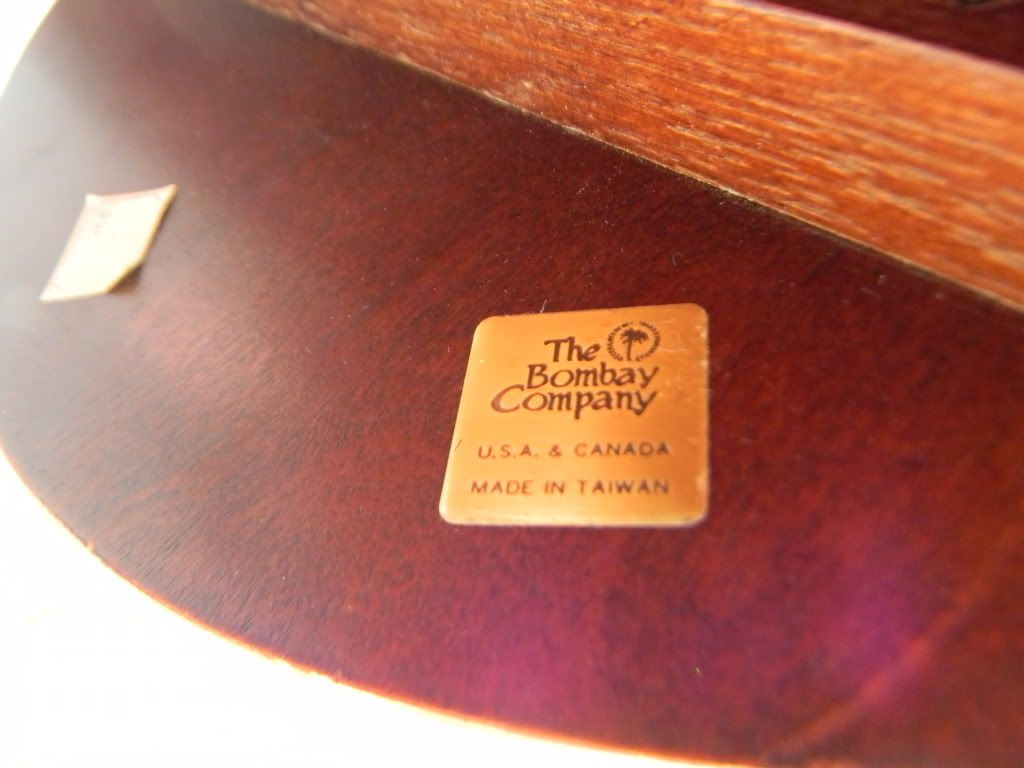 The
Bombay
Company
U.S.A. & CANADA
MADE IN TAIWAN